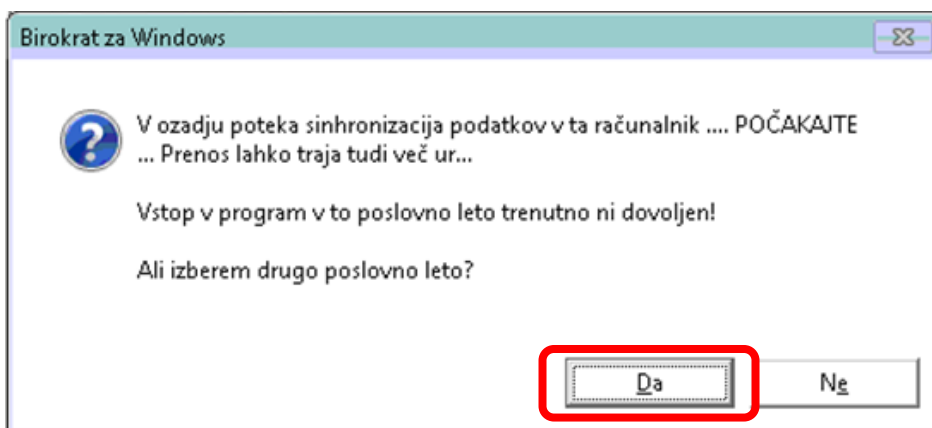 Birokrat za Windows
V ozadju poteka sinhronizacija podatkov v ta računalnik .... POČAKAJTE
... Prenos lahko traja tudi več ur...
Vstop v program v to poslovno leto trenutno ni dovoljen!
Ali izberem drugo poslovno leto?
Da Ne